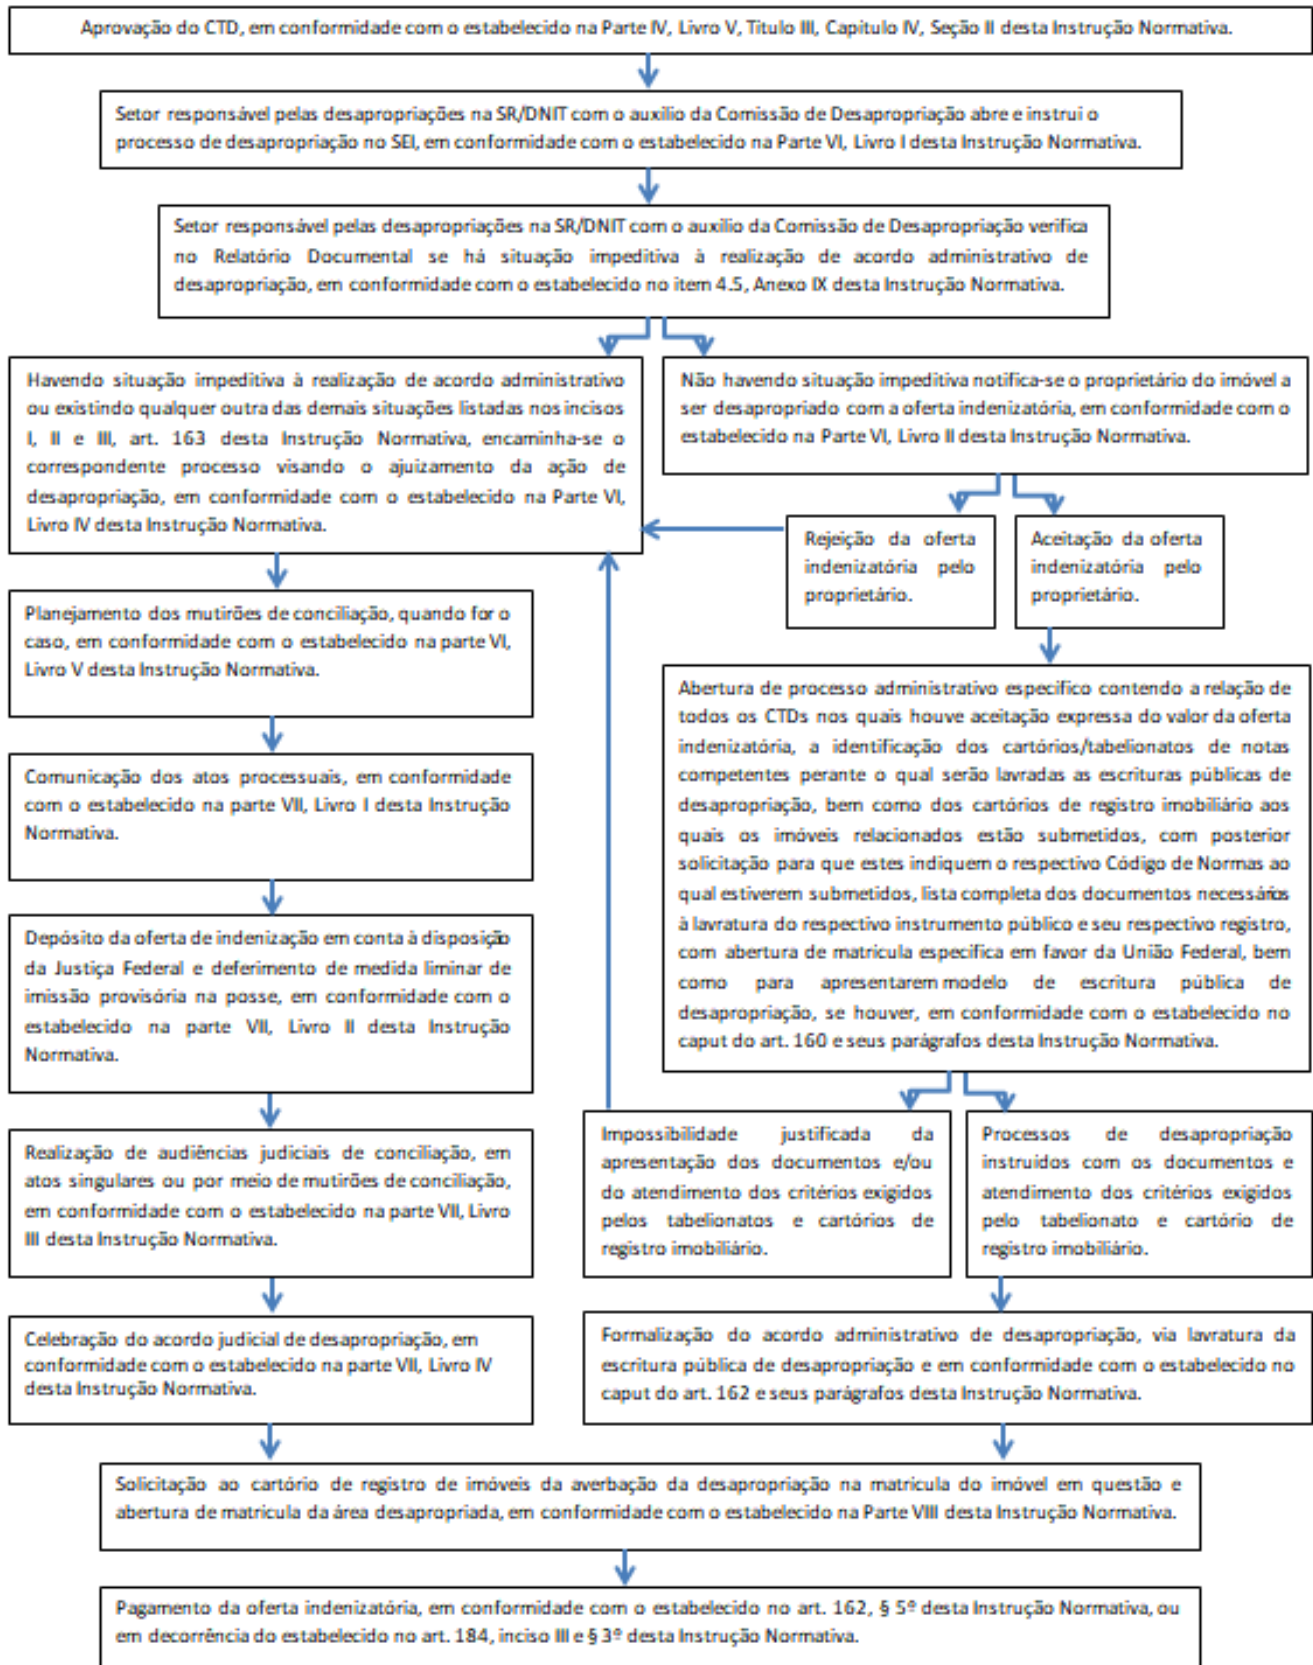 Aprovação do CTD, em conformidade com o estabelecido na Parte IV, Livro V, Título III, Capítulo IV, Seção II desta Instrução Normativa.
Setor responsável pelas desapropriações na SR/DNIT com o auxílio da Comissão de Desapropriação abre e instrui o
processo de desapropriação no SEI, em conformidade com o estabelecido na Parte VI, Livro I desta Instrução Normativa.
Setor responsável pelas desapropriações na SR/DNIT com o auxílio da Comissão de Desapropriação verifica
no Relatório Documental se há situação impeditiva à realização de acordo administrativo de
desapropriação, em conformidade com o estabelecido no item 4.5, Anexo IX desta Instrução Normativa.
Havendo situação impeditiva à realização de acordo administrativo
ou existindo qualquer outra das demais situações listadas nos incisos
I, II e III, art. 163 desta Instrução Normativa, encaminha-se o
correspondente processo visando o ajuizamento da ação de
desapropriação, em conformidade com o estabelecido na Parte VI,
Livro IV desta Instrução Normativa.
Não havendo situação impeditiva notifica-se o proprietário do imóvel a
ser desapropriado com a oferta indenizatória, em conformidade com o
estabelecido na Parte VI, Livro II desta Instrução Normativa.
Rejeição da oferta
indenizatória pelo
proprietário.
Aceitação da oferta
indenizatória pelo
proprietário.
Planejamento dos mutirões de conciliação, quando for o
caso, em conformidade com o estabelecido na parte VI,
Livro V desta Instrução Normativa.
Comunicação dos atos processuais, em conformidade
com o estabelecido na parte VII, Livro I desta Instrução
Normativa.
Depósito da oferta de indenização em conta à disposição
da Justiça Federal e deferimento de medida liminar de
imissão provisória na posse, em conformidade com o
estabelecido na parte VII, Livro II desta Instrução
Normativa.
Realização de audiências judiciais de conciliação, em
atos singulares ou por meio de mutirões de conciliação,
em conformidade com o estabelecido na parte VII, Livro
III desta Instrução Normativa.
Celebração do acordo judicial de desapropriação, em
conformidade com o estabelecido na parte VII, Livro IV
desta Instrução Normativa.
Abertura de processo administrativo específico contendo a relação de
todos os CTDs nos quais houve aceitação expressa do valor da oferta
indenizatória, a identificação dos cartórios/tabelionatos de notas
competentes perante o qual serão lavradas as escrituras públicas de
desapropriação, bem como dos cartórios de registro imobiliário aos
quais os imóveis relacionados estão submetidos, com posterior
solicitação para que estes indiquem o respectivo Código de Normas ao
qual estiverem submetidos, lista completa dos documentos necessários
à lavratura do respectivo instrumento público e seu respectivo registro,
com abertura de matrícula específica em favor da União Federal, bem
como para apresentarem modelo de escritura pública de
desapropriação, se houver, em conformidade com o estabelecido no
caput do art. 160 e seus parágrafos desta Instrução Normativa.
Impossibilidade justificada da
apresentação dos documentos e/ou
do atendimento dos critérios exigidos
pelos tabelionatos e cartórios de
registro imobiliário.
Processos de desapropriação
instruídos com os documentos e
atendimento dos critérios exigidos
pelo tabelionato e cartório de
registro imobiliário.
Formalização do acordo administrativo de desapropriação, via lavratura da
escritura pública de desapropriação e em conformidade com o estabelecido no
caput do art. 162 e seus parágrafos desta Instrução Normativa.
Solicitação ao cartório de registro de imóveis da averbação da desapropriação na matrícula do imóvel em questão e
abertura de matrícula da área desapropriada, em conformidade com o estabelecido na Parte VIII desta Instrução Normativa.
Pagamento da oferta indenizatória, em conformidade com o estabelecido no art. 162, § 5º desta Instrução Normativa, ou
em decorrência do estabelecido no art. 184, inciso III e § 3º desta Instrução Normativa.